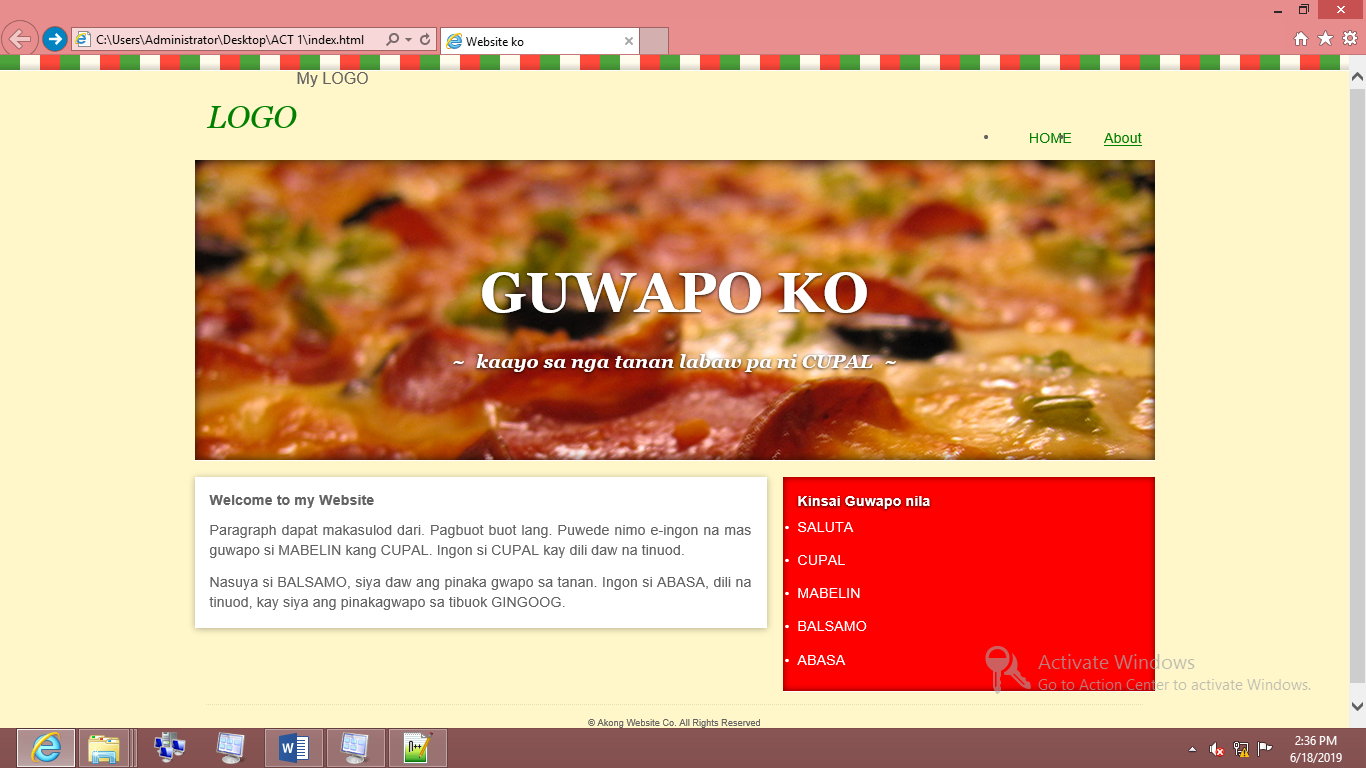 C:\Users\Administrator\Desktop\ACT 1\index.html
Website ko
My LOGO
LOGO
HOME
About
GUWAPO KO
~ kaayo sa nga tanan labaw pa ni CUPAL ~
Welcome to my Website
Paragraph dapat makasulod dari. Pagbuot buot lang. Puwede nimo e-ingon na mas
guwapo si MABELIN kang CUPAL. Ingon si CUPAL kay dili daw na tinuod.
Nasuya si BALSAMO, siya daw ang pinaka gwapo sa tanan. Ingon si ABASA, dili na
tinuod, kay siya ang pinakagwapo sa tibuok GINGOOG.
Kinsai Guwapo nila
• SALUTA
• CUPAL
• MABELIN
• BALSAMO
• ABASA
Activate Windows
Go to Action Center to activate Windows.
© Akong Website Co. All Rights Reserved
2:36 PM
6/18/2019